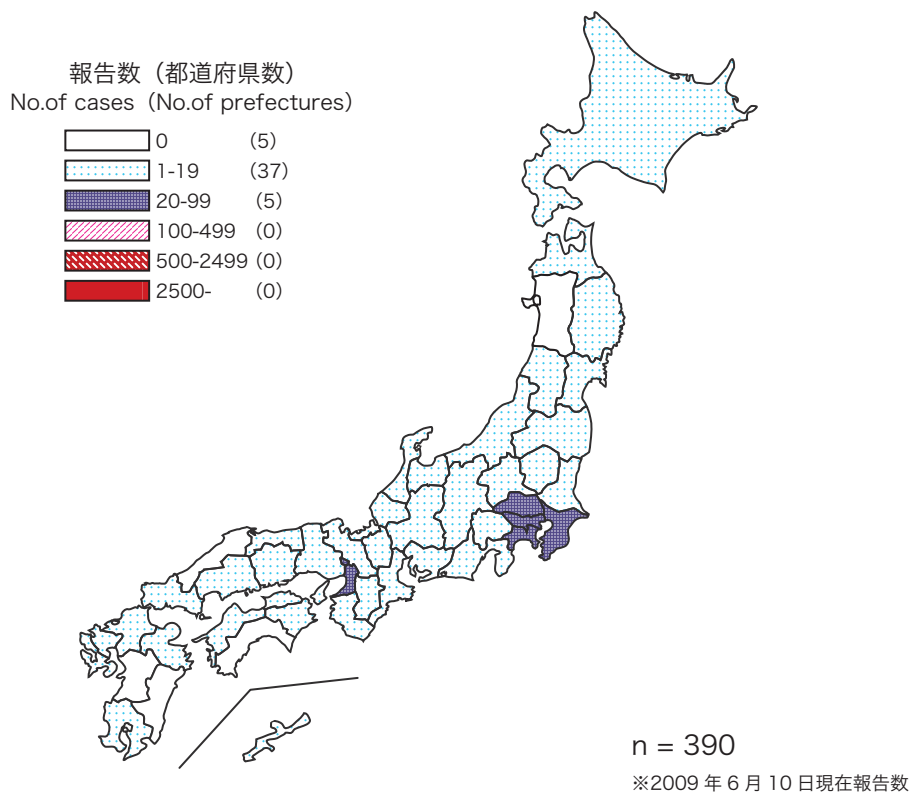 報告数（都道府県数）
No.of cases（No.of prefectures）
0 (5)
1-19 (37)
20-99 (5)
100-499 (0)
500-2499 (0)
2500- (0)
n = 390
※2009 年 6 月 10 日現在報告数